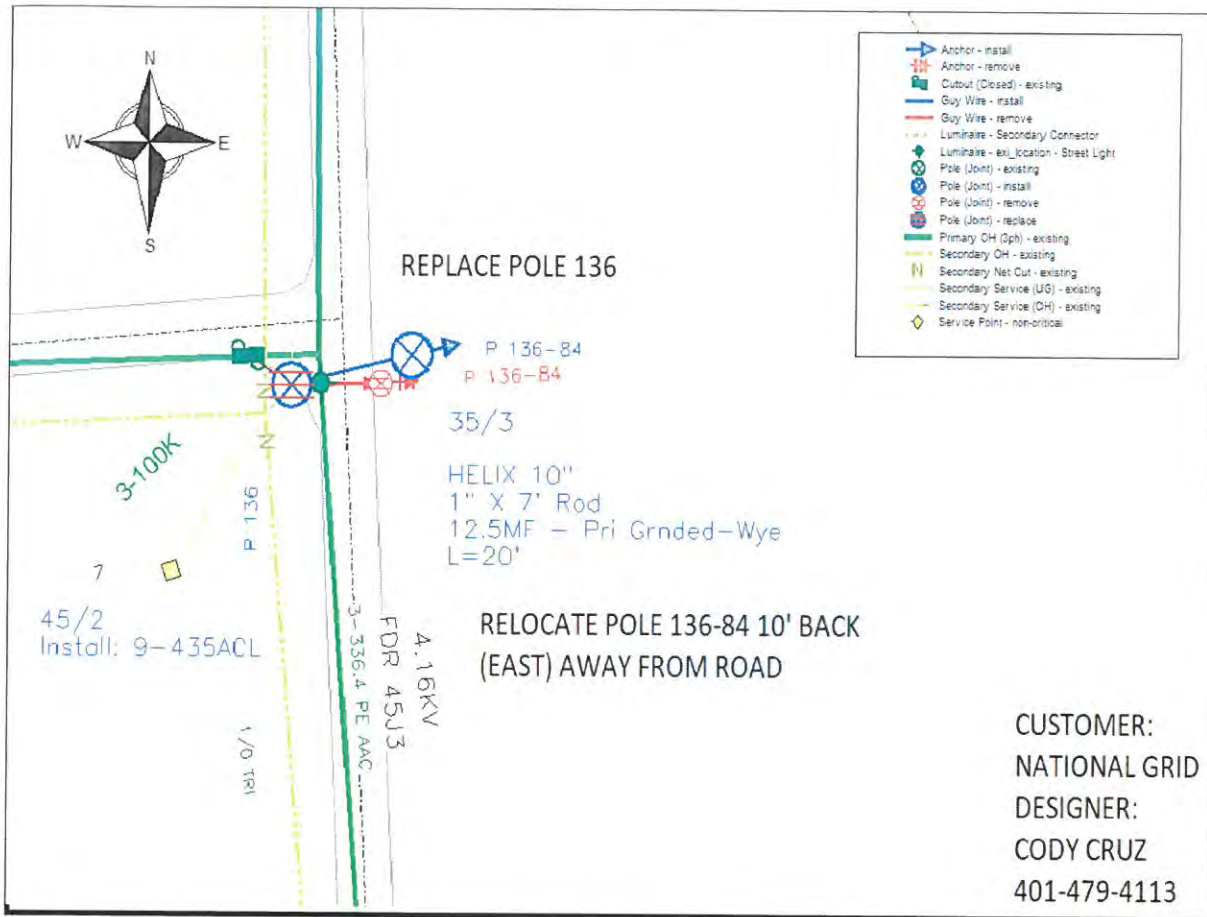 N
W
E
S
Anchor - install
Anchor - remove
Cutout (Closed) - existing
Guy Wire - install
Guy Wire - remove
Luminaire - Secondary Connector
Luminaire - exi_location - Street Light
Pole (Joint) - existing
Pole (Joint) - install
Pole (Joint) - remove
Pole (Joint) - replace
Primary OH (3ph) - existing
Secondary OH - existing
N Secondary Net Cut - existing
Secondary Service (UG) - existing
Secondary Service (OH) - existing
Service Point - non-critical
REPLACE POLE 136
P 136-84
P 136-84
N
N
35/3
HELIX 10"
1" X 7' Rod
12.5MF - Pri Grnded-Wye
L=20'
3-100K
P 136
7
45/2
Install: 9-435ACL
RELOCATE POLE 136-84 10' BACK
(EAST) AWAY FROM ROAD
1/0 TRI
3-336.4 PE AAC
FDR 45J3
4.16KV
CUSTOMER:
NATIONAL GRID
DESIGNER:
CODY CRUZ
401-479-4113